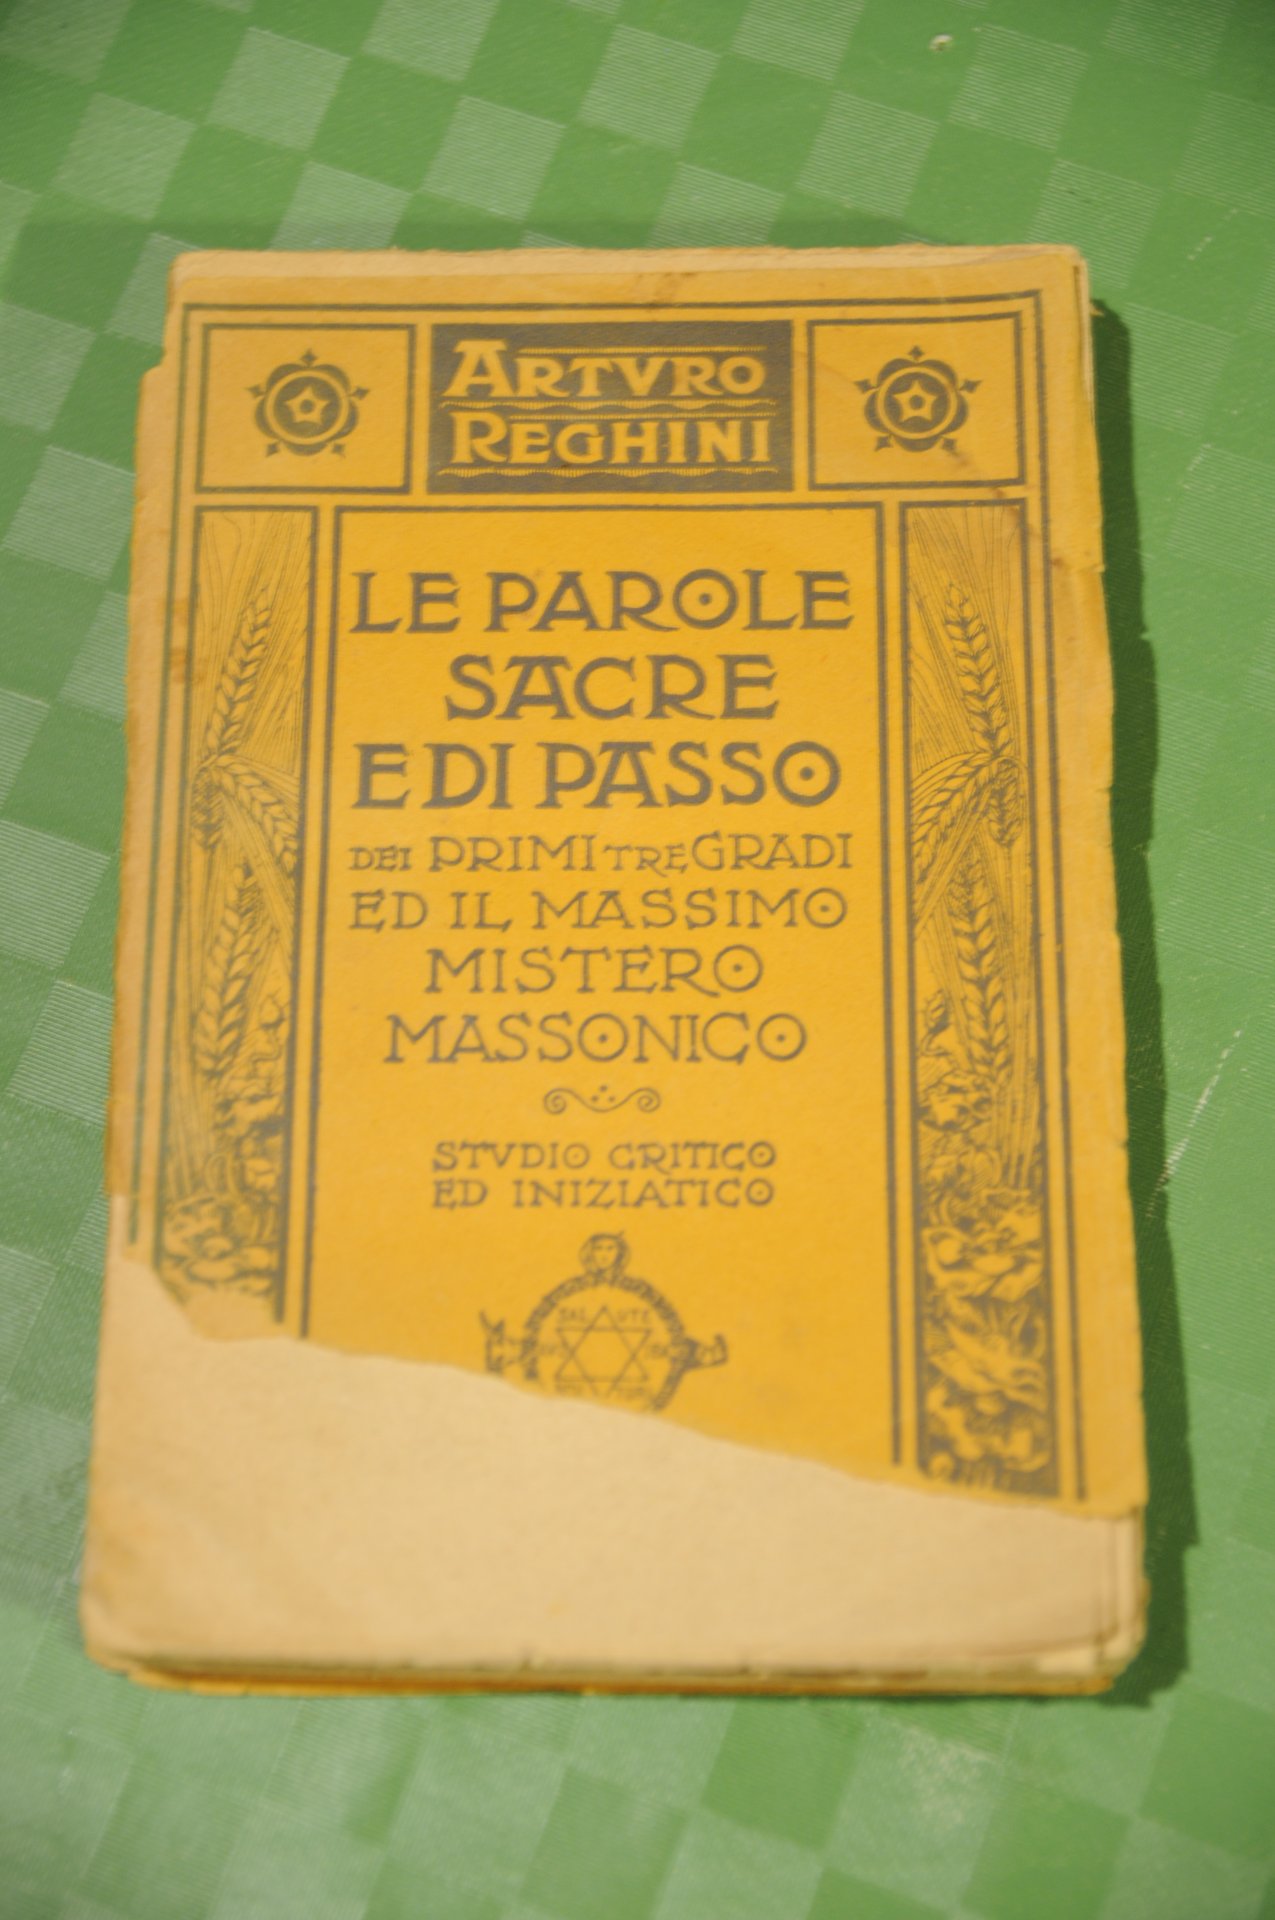 ARTVRO
REGHINI
LE PAROLE
SACRE
E DI PASSO
DEI PRIMI TRE GRADI
ED IL MASSIMO
MISTERO
MASSONICO
STVDIO CRITICO
ED INIZIATICO